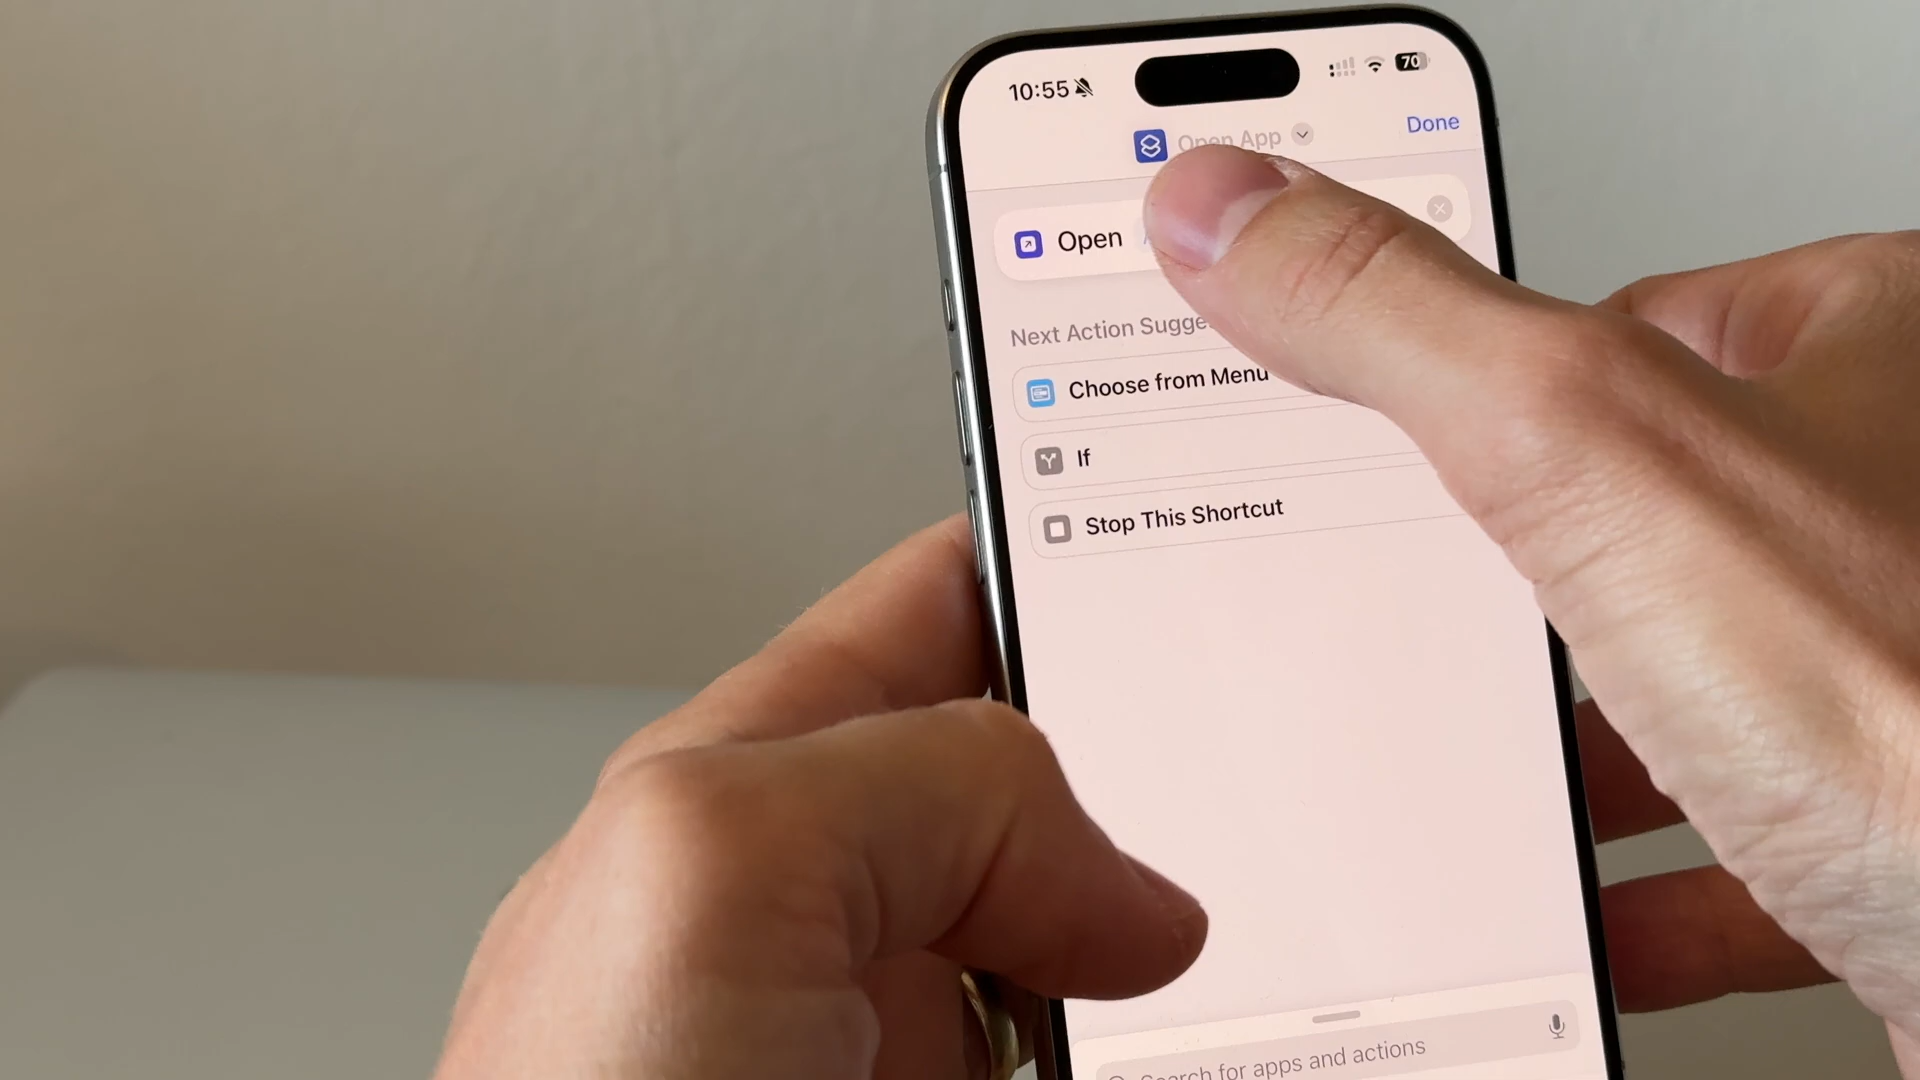 10:55
70
Open App
Done
Open
Next Action Sugge
Choose from Menu
If
Stop This Shortcut
Search for apps and actions